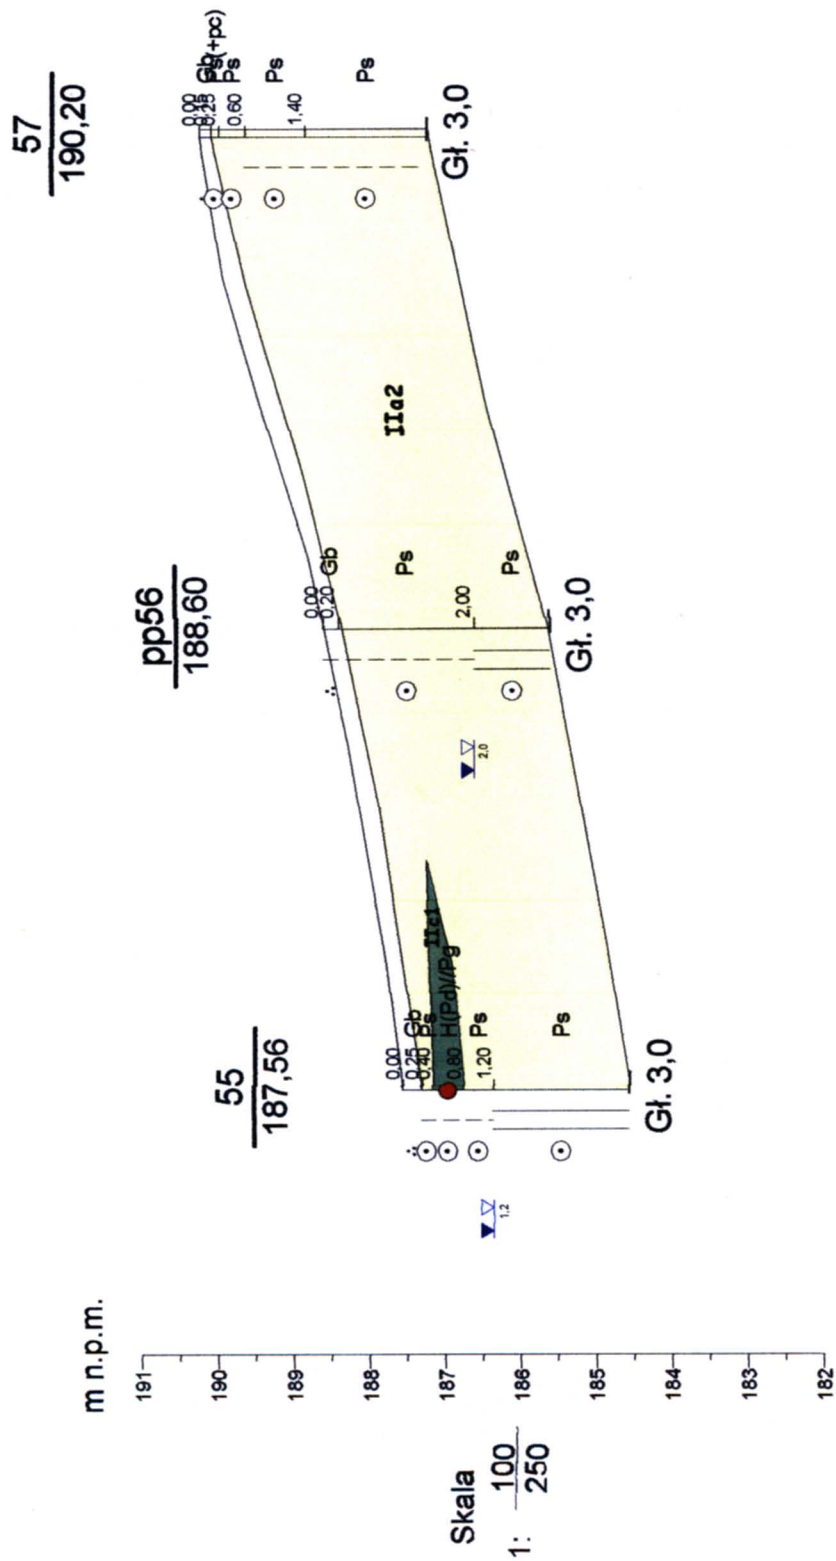 57
190,20
0,00
0,25
0,60
1,40
Gb
Ps(+pc)
Ps
Ps
Ps
Gł. 3,0
IIa2
pp56
188,60
0,00
0,20
2,00
Gb
Ps
Ps
Gł. 3,0
2,0
55
187,56
0,00
0,25
0,40
0,80
1,20
Gb
Ps
H(Pd)//Pg
Ps
Ps
IIc1
Gł. 3,0
1,2
m n.p.m.
191
190
189
188
187
186
185
184
183
182
Skala
1: 100
250